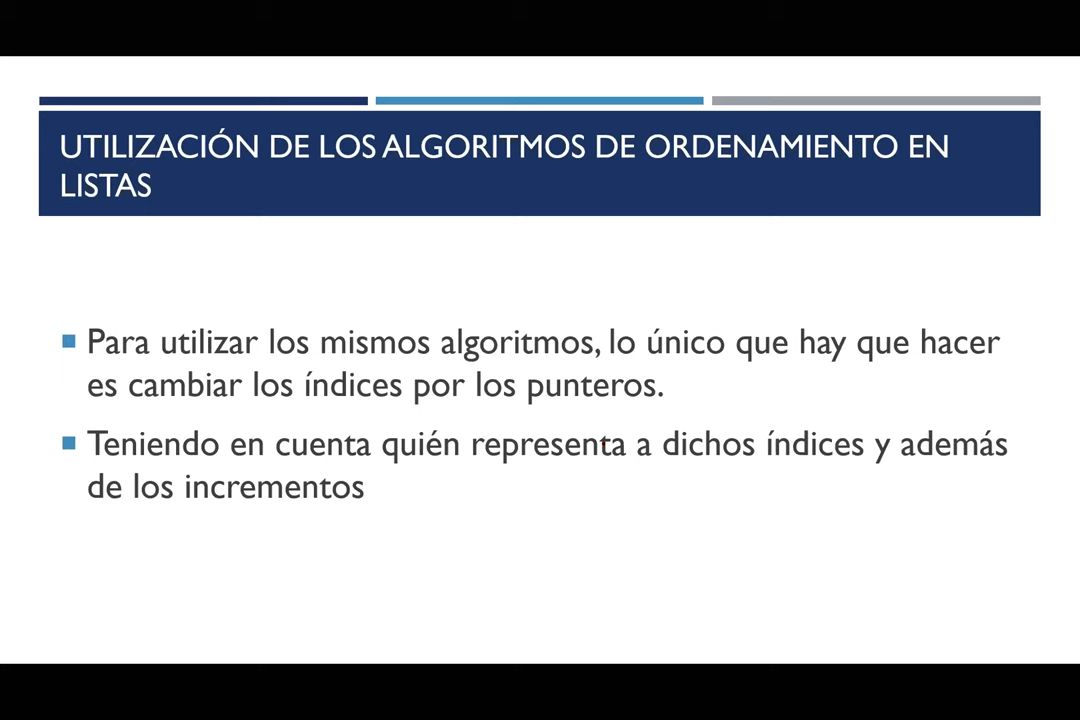 UTILIZACIÓN DE LOS ALGORITMOS DE ORDENAMIENTO EN
LISTAS
Para utilizar los mismos algoritmos, lo único que hay que hacer
es cambiar los índices por los punteros.
Teniendo en cuenta quién representa a dichos índices y además
de los incrementos